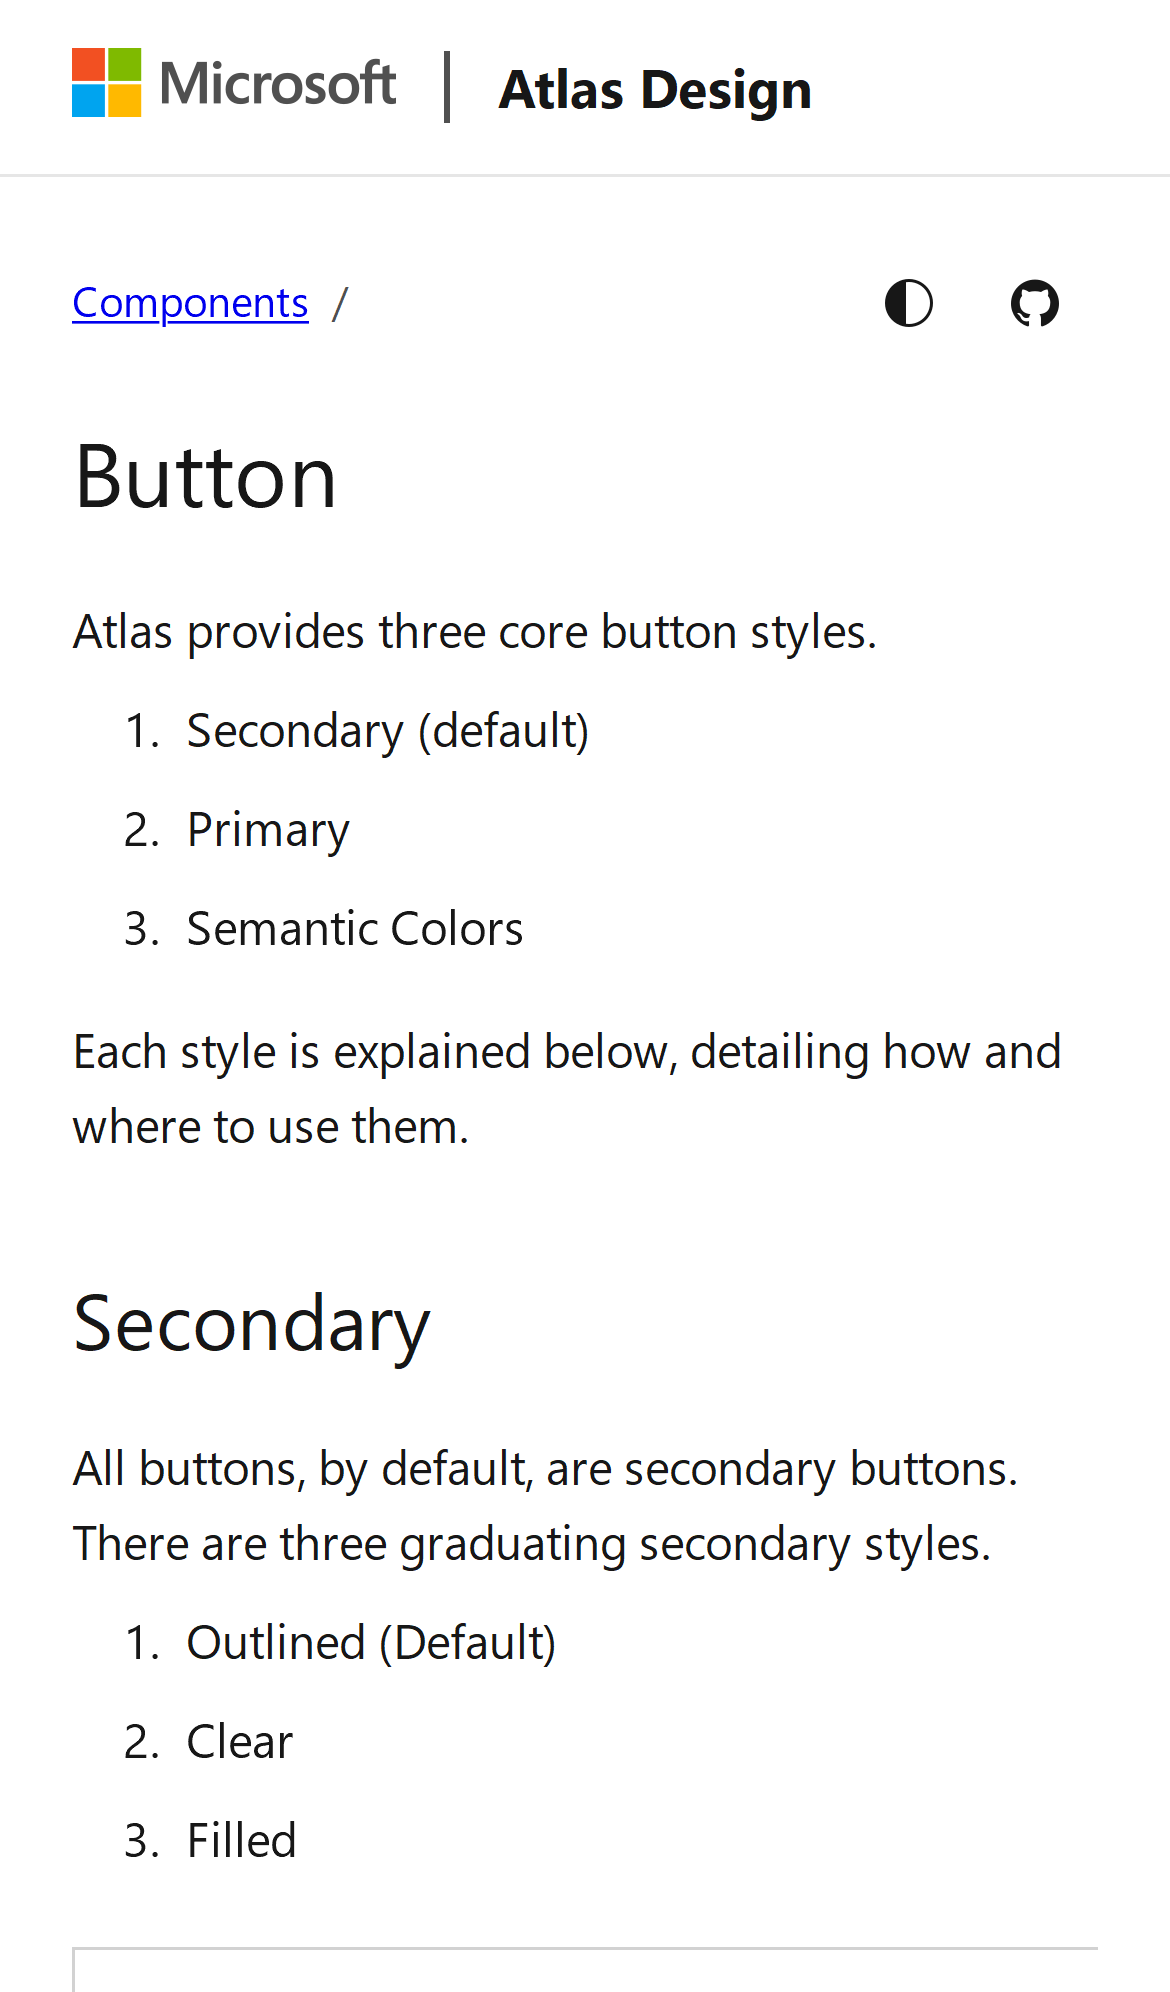 Microsoft
Atlas Design
Components /
Button
Atlas provides three core button styles.
1. Secondary (default)
2. Primary
3. Semantic Colors
Each style is explained below, detailing how and
where to use them.
Secondary
All buttons, by default, are secondary buttons.
There are three graduating secondary styles.
1. Outlined (Default)
2. Clear
3. Filled